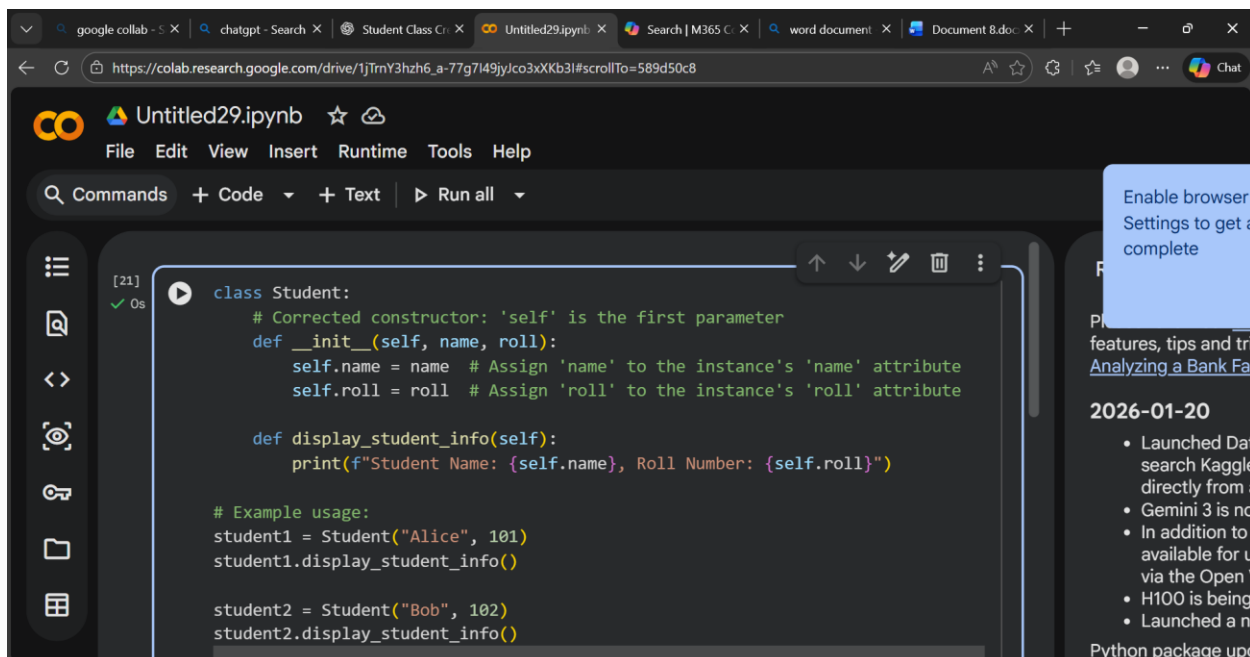 google collab - S
chatgpt - Search
Student Class Cre
Untitled29.ipynb
Search | M365 Co
word document
Document 8.doc
https://colab.research.google.com/drive/1jTrnY3hzh6_a-77g7I49jyJco3xXKb3I#scrollTo=589d50c8
Chat
Untitled29.ipynb
File Edit View Insert Runtime Tools Help
Commands + Code + Text Run all
Enable browser
Settings to get a
complete
[21]
0s
class Student:
# Corrected constructor: 'self' is the first parameter
def __init__(self, name, roll):
self.name = name # Assign 'name' to the instance's 'name' attribute
self.roll = roll # Assign 'roll' to the instance's 'roll' attribute
def display_student_info(self):
print(f"Student Name: {self.name}, Roll Number: {self.roll}")
# Example usage:
student1 = Student("Alice", 101)
student1.display_student_info()
student2 = Student("Bob", 102)
student2.display_student_info()
features, tips and tri
Analyzing a Bank Fa
2026-01-20
Launched Dat
search Kaggle
directly from
Gemini 3 is no
In addition to
available for u
via the Open
H100 is being
Launched a n
Python package upd